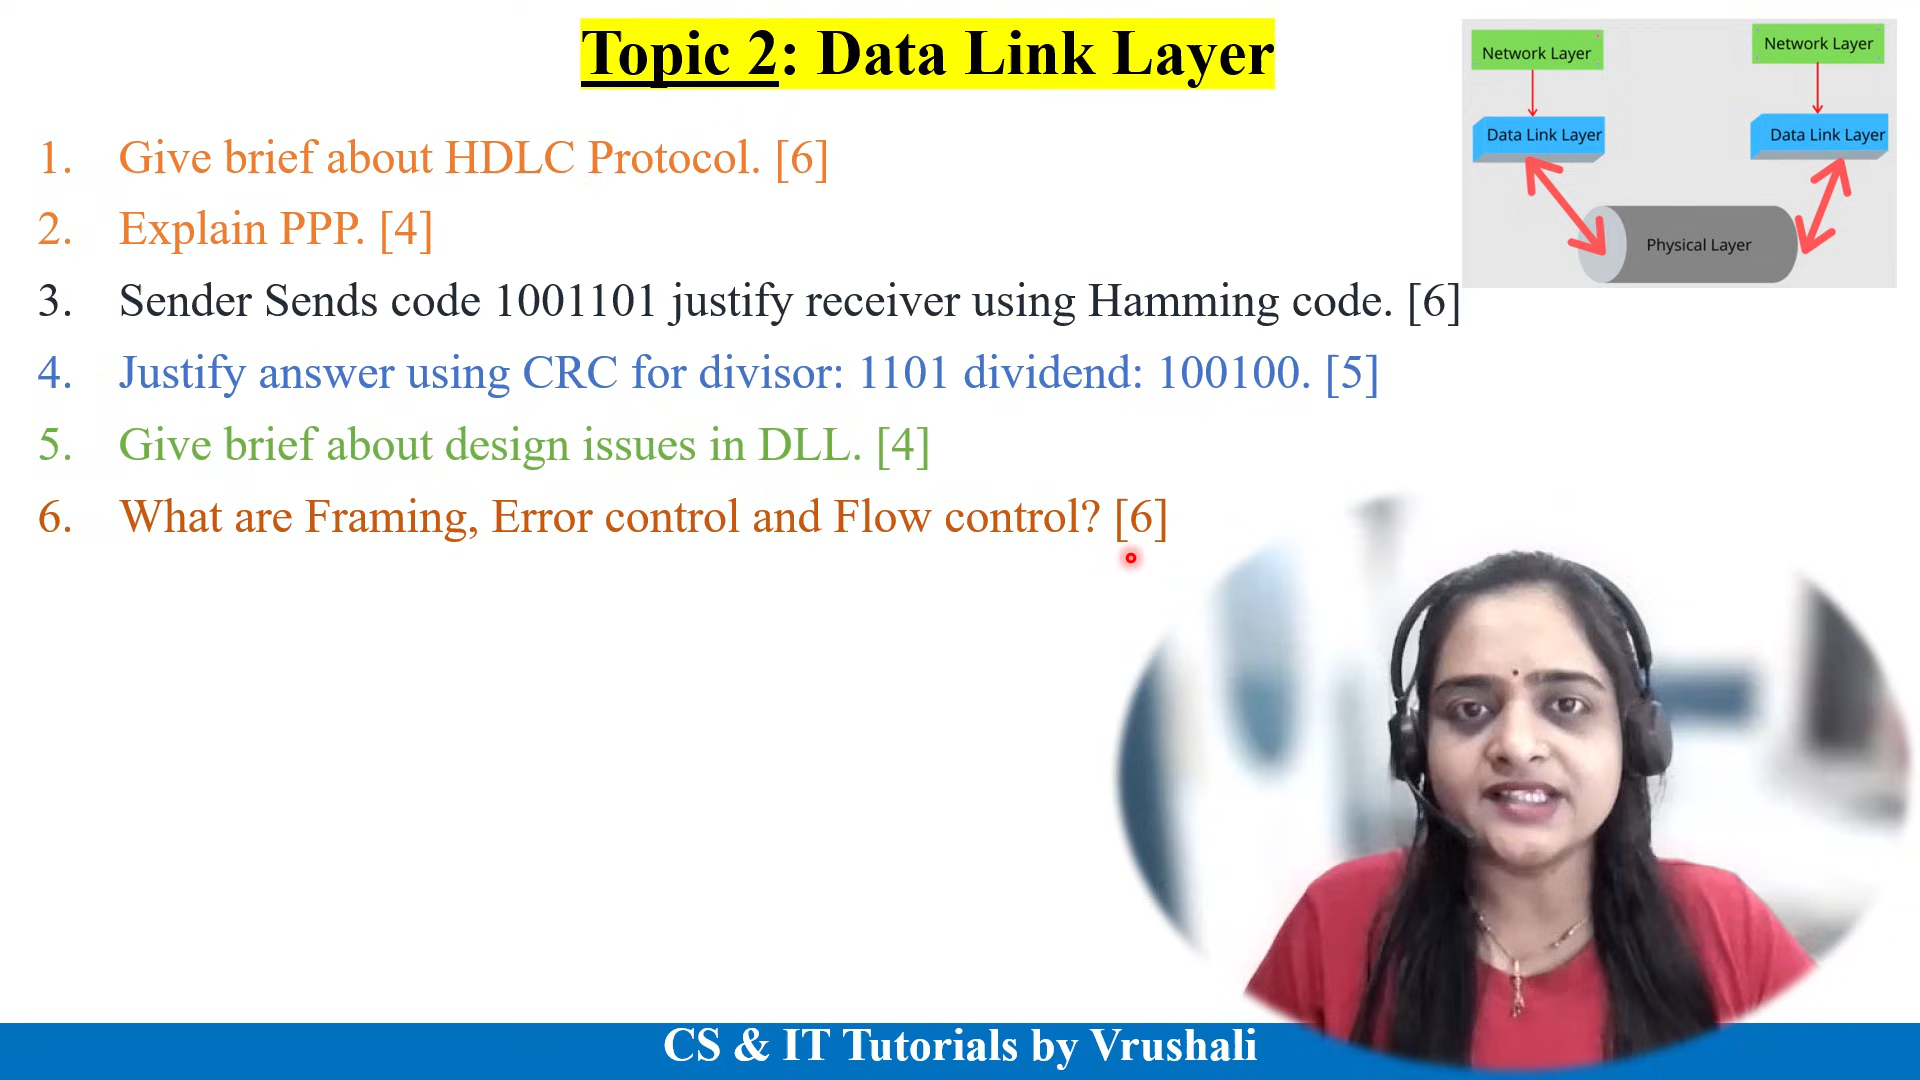 Topic 2: Data Link Layer
Network Layer
Network Layer
Data Link Layer
Data Link Layer
Physical Layer
1. Give brief about HDLC Protocol. [6]
2. Explain PPP. [4]
3. Sender Sends code 1001101 justify receiver using Hamming code. [6]
4. Justify answer using CRC for divisor: 1101 dividend: 100100. [5]
5. Give brief about design issues in DLL. [4]
6. What are Framing, Error control and Flow control? [6]
CS & IT Tutorials by Vrushali